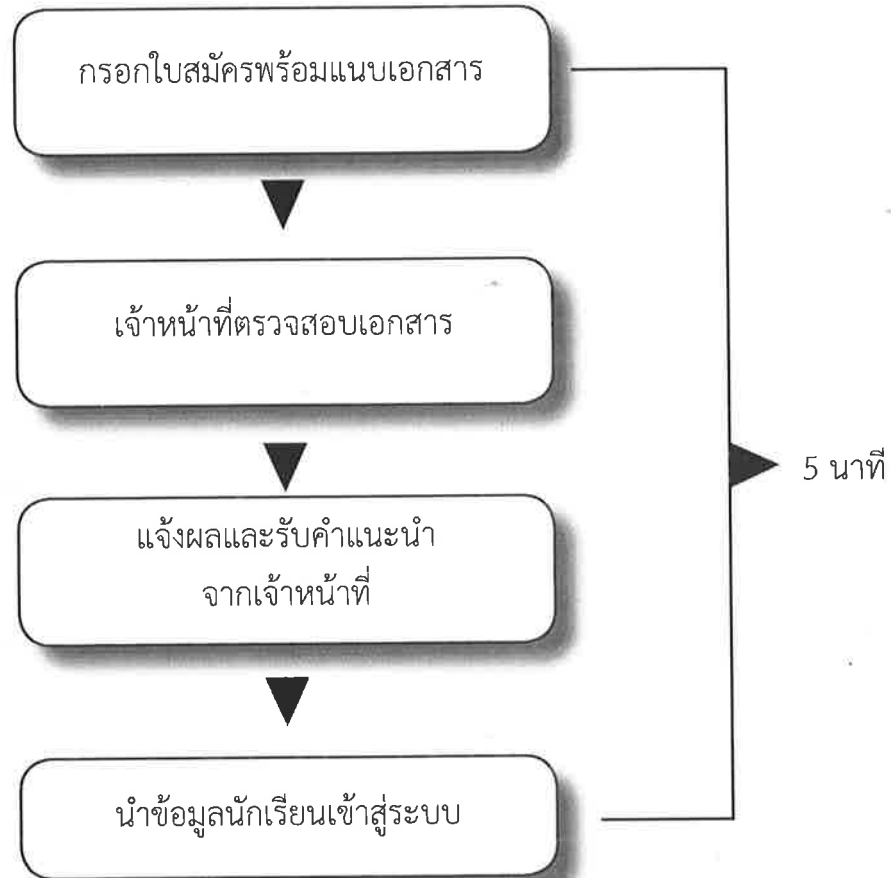 กรอกใบสมัครพร้อมแนบเอกสาร
เจ้าหน้าที่ตรวจสอบเอกสาร
แจ้งผลและรับคำแนะนำ
จากเจ้าหน้าที่
นำข้อมูลนักเรียนเข้าสู่ระบบ
5 นาที